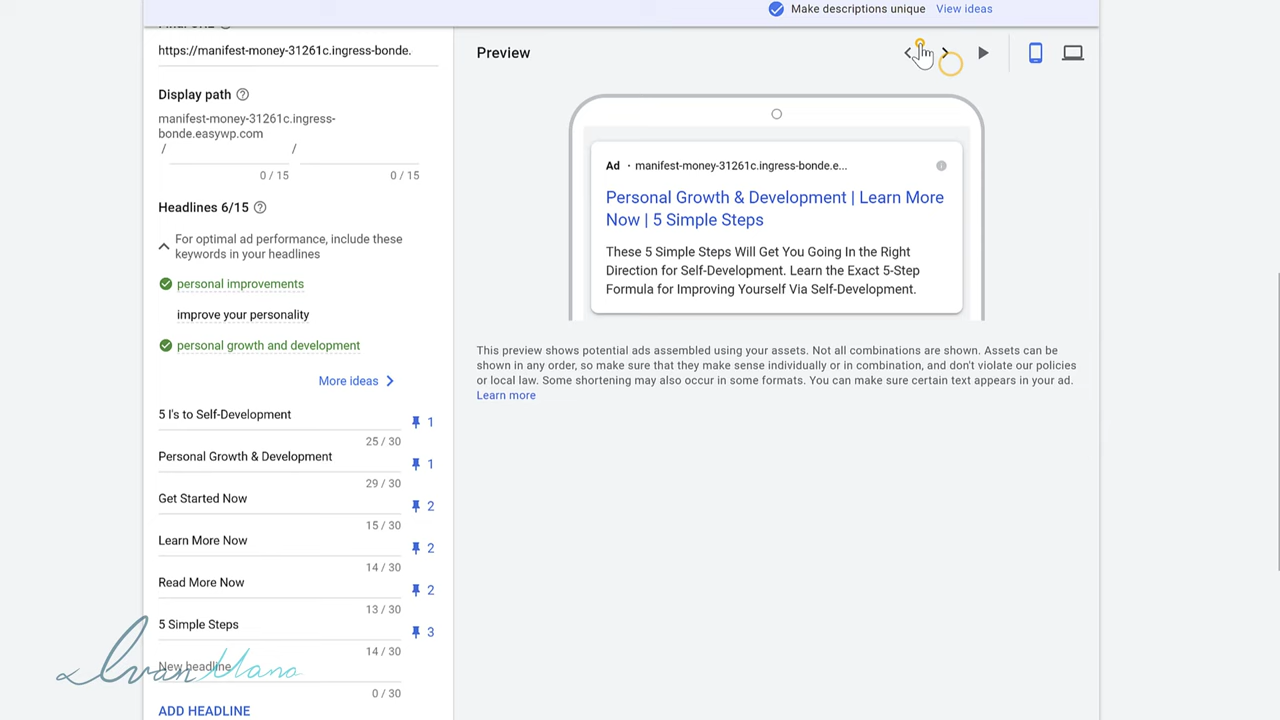 Make descriptions unique View ideas
https://manifest-money-31261c.ingress-bonde.
Display path
manifest-money-31261c.ingress-
bonde.easywp.com
/ /
0 / 15 0 / 15
Headlines 6/15
For optimal ad performance, include these
keywords in your headlines
personal improvements
improve your personality
personal growth and development
More ideas
5 I's to Self-Development
1
25 / 30
Personal Growth & Development
1
29 / 30
Get Started Now
2
15 / 30
Learn More Now
2
14 / 30
Read More Now
2
13 / 30
5 Simple Steps
3
14 / 30
New headline
0 / 30
ADD HEADLINE
Ivan Mana
Preview
Ad · manifest-money-31261c.ingress-bonde.e...
Personal Growth & Development | Learn More
Now | 5 Simple Steps
These 5 Simple Steps Will Get You Going In the Right
Direction for Self-Development. Learn the Exact 5-Step
Formula for Improving Yourself Via Self-Development.
This preview shows potential ads assembled using your assets. Not all combinations are shown. Assets can be
shown in any order, so make sure that they make sense individually or in combination, and don't violate our policies
or local law. Some shortening may also occur in some formats. You can make sure certain text appears in your ad.
Learn more